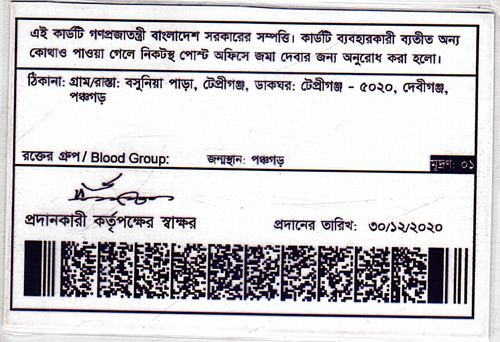 এই কার্ডটি গণপ্রজাতন্ত্রী বাংলাদেশ সরকারের সম্পত্তি। কার্ডটি ব্যবহারকারী ব্যতীত অন্য
কোথাও পাওয়া গেলে নিকটস্থ পোস্ট অফিসে জমা দেবার জন্য অনুরোধ করা হলো।
ঠিকানা: গ্রাম/রাস্তা: বসুনিয়া পাড়া, টেপ্রীগঞ্জ, ডাকঘর: টেপ্রীগঞ্জ - ৫০২০, দেবীগঞ্জ,
পঞ্চগড়
রক্তের গ্রুপ / Blood Group: জন্মস্থান: পঞ্চগড় মুদ্রণ: ০১
প্রদানকারী কর্তৃপক্ষের স্বাক্ষর প্রদানের তারিখ: ৩০/১২/২০২০